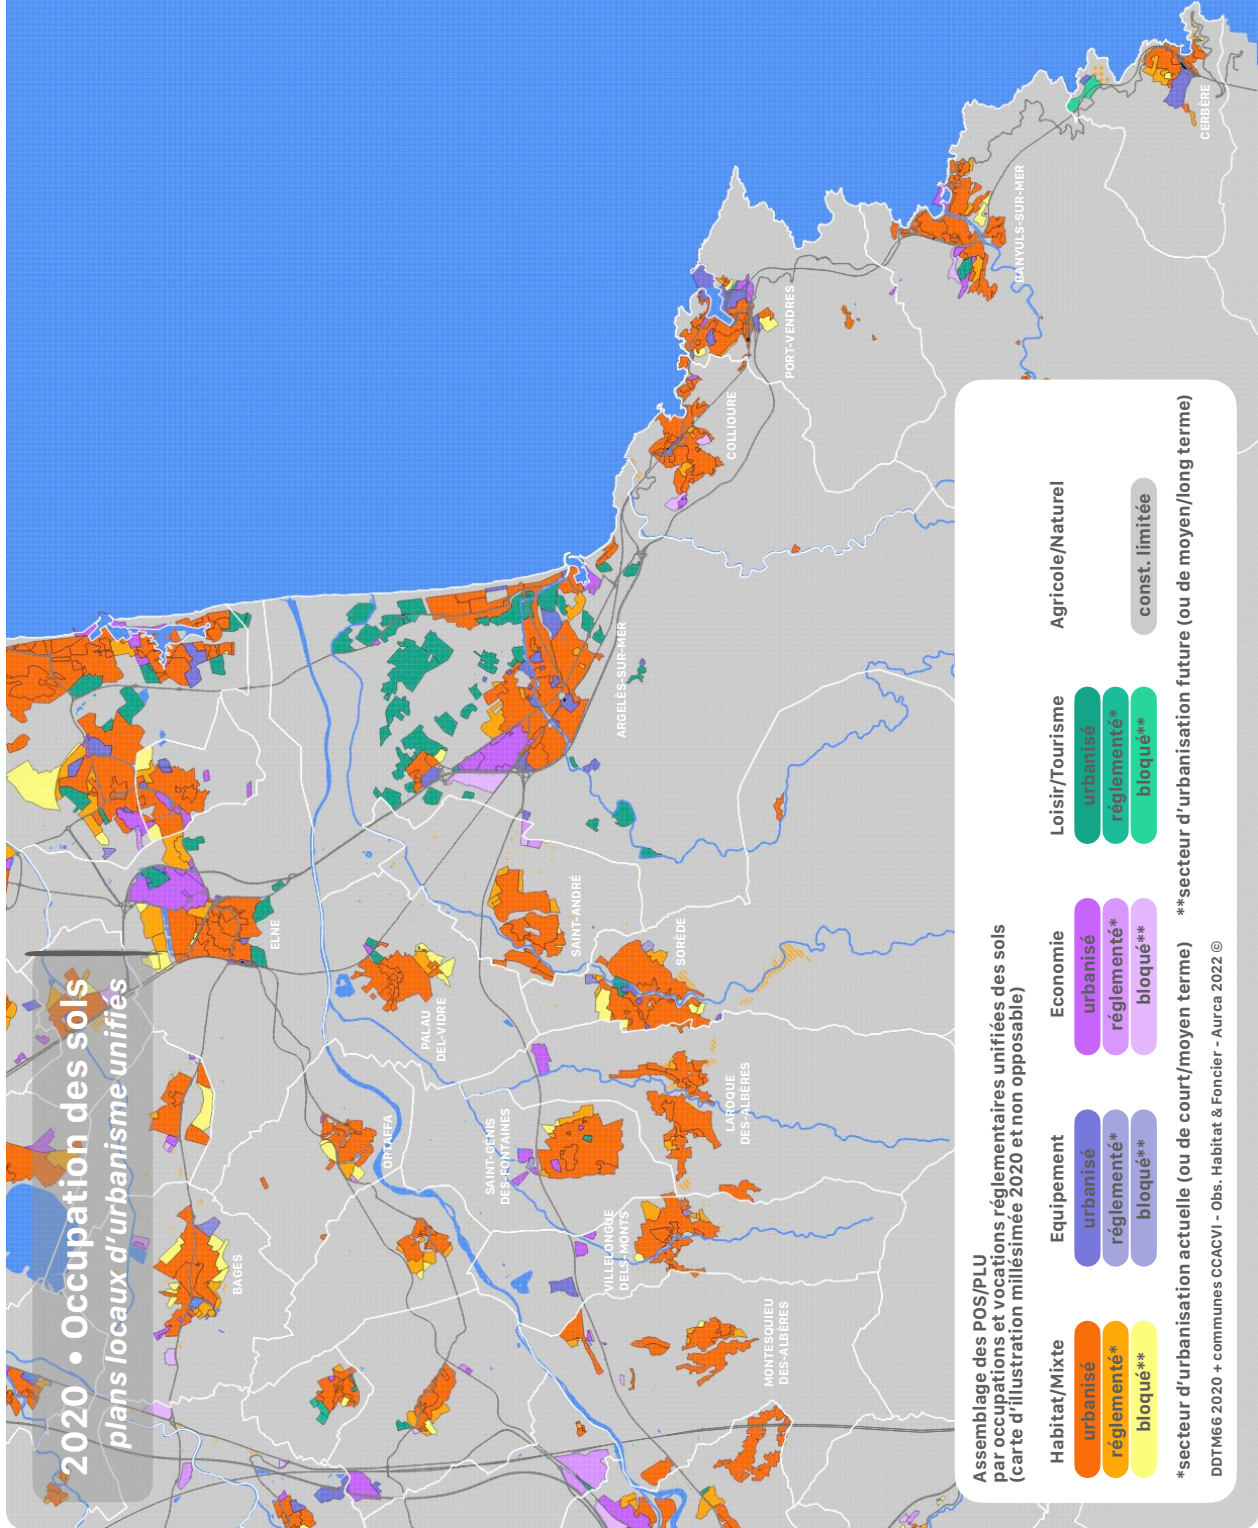 2020 • Occupation des sols
plans locaux d'urbanisme unifiés
BAGES
ELNE
ORTAFFA
PALAU
DEL-VIDRE
SAINT-GENIS
DES-FONTAINES
SAINT-ANDRÉ
VILLELONGUE
DELS-MONTS
ARGELÈS-SUR-MER
SORÈDE
LAROQUE
DES-ALBÈRES
MONTESQUIEU
DES-ALBÈRES
COLLIOURE
PORT-VENDRES
BANYULS-SUR-MER
CERBÈRE
Assemblage des POS/PLU
par occupations et vocations réglementaires unifiées des sols
(carte d'illustration millésimée 2020 et non opposable)
Habitat/Mixte
urbanisé
réglementé*
bloqué**
Equipement
urbanisé
réglementé*
bloqué**
Economie
urbanisé
réglementé*
bloqué**
Loisir/Tourisme
urbanisé
réglementé*
bloqué**
Agricole/Naturel
const. limitée
*secteur d'urbanisation actuelle (ou de court/moyen terme) **secteur d'urbanisation future (ou de moyen/long terme)
DDTM66 2020 + communes CCACVI - Obs. Habitat & Foncier - Aurca 2022 ©